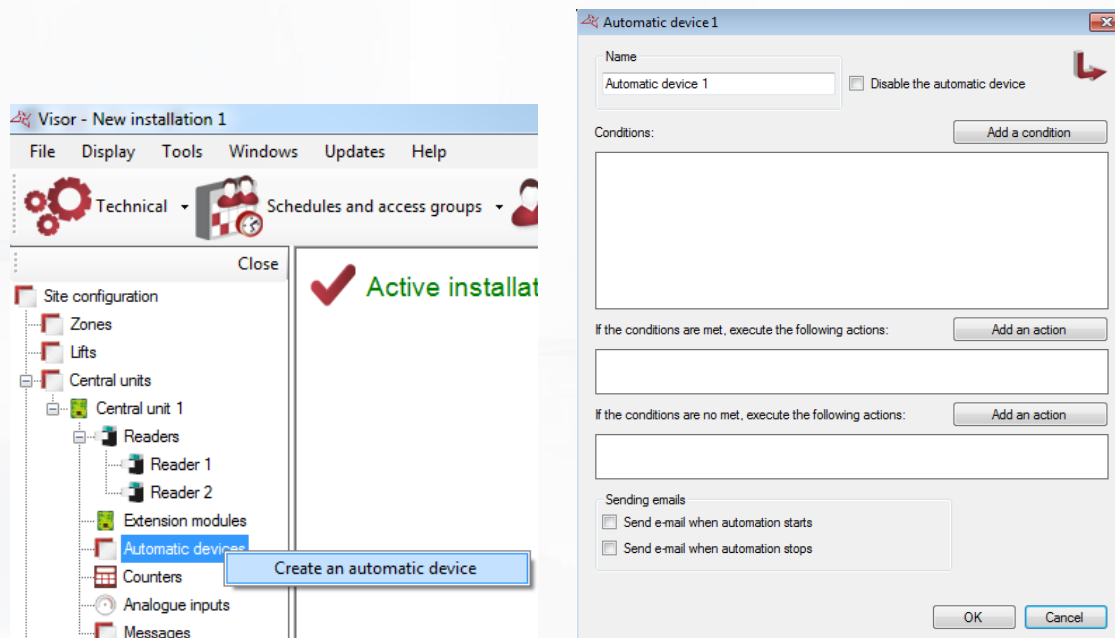 Visor - New installation 1
File Display Tools Windows Updates Help
Technical Schedules and access groups
Close
Active installat
Site configuration
Zones
Lifts
Central units
Central unit 1
Readers
Reader 1
Reader 2
Extension modules
Automatic devices
Create an automatic device
Counters
Analogue inputs
Messages
Automatic device 1
Name
Automatic device 1
Disable the automatic device
Conditions:
Add a condition
If the conditions are met, execute the following actions:
Add an action
If the conditions are no met, execute the following actions:
Add an action
Sending emails
Send e-mail when automation starts
Send e-mail when automation stops
OK Cancel